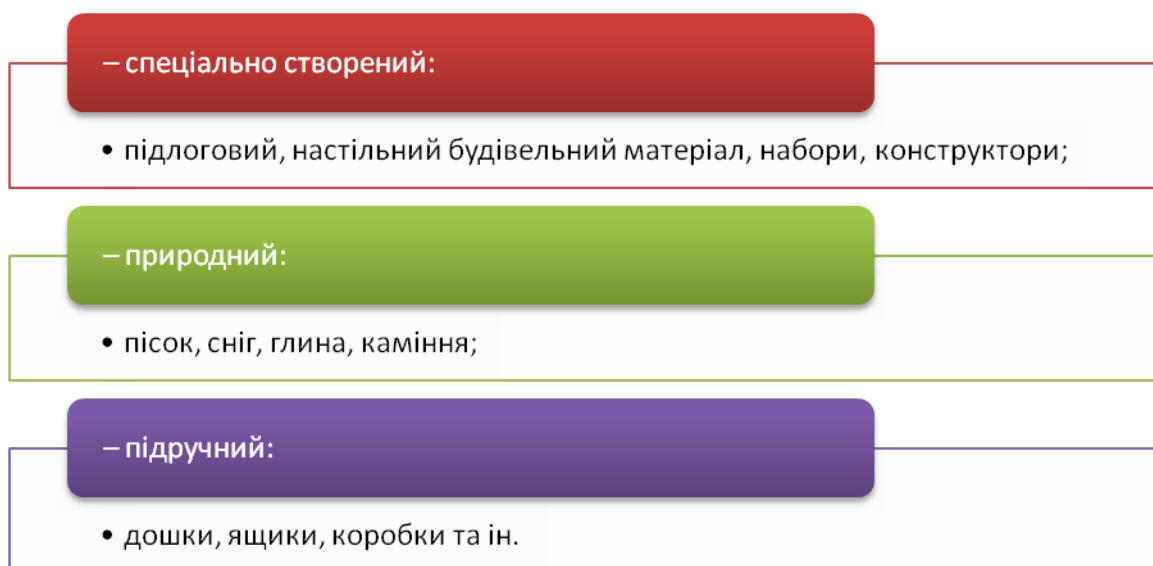 – спеціально створений:
• підлоговий, настільний будівельний матеріал, набори, конструктори;
– природний:
• пісок, сніг, глина, каміння;
– підручний:
• дошки, ящики, коробки та ін.